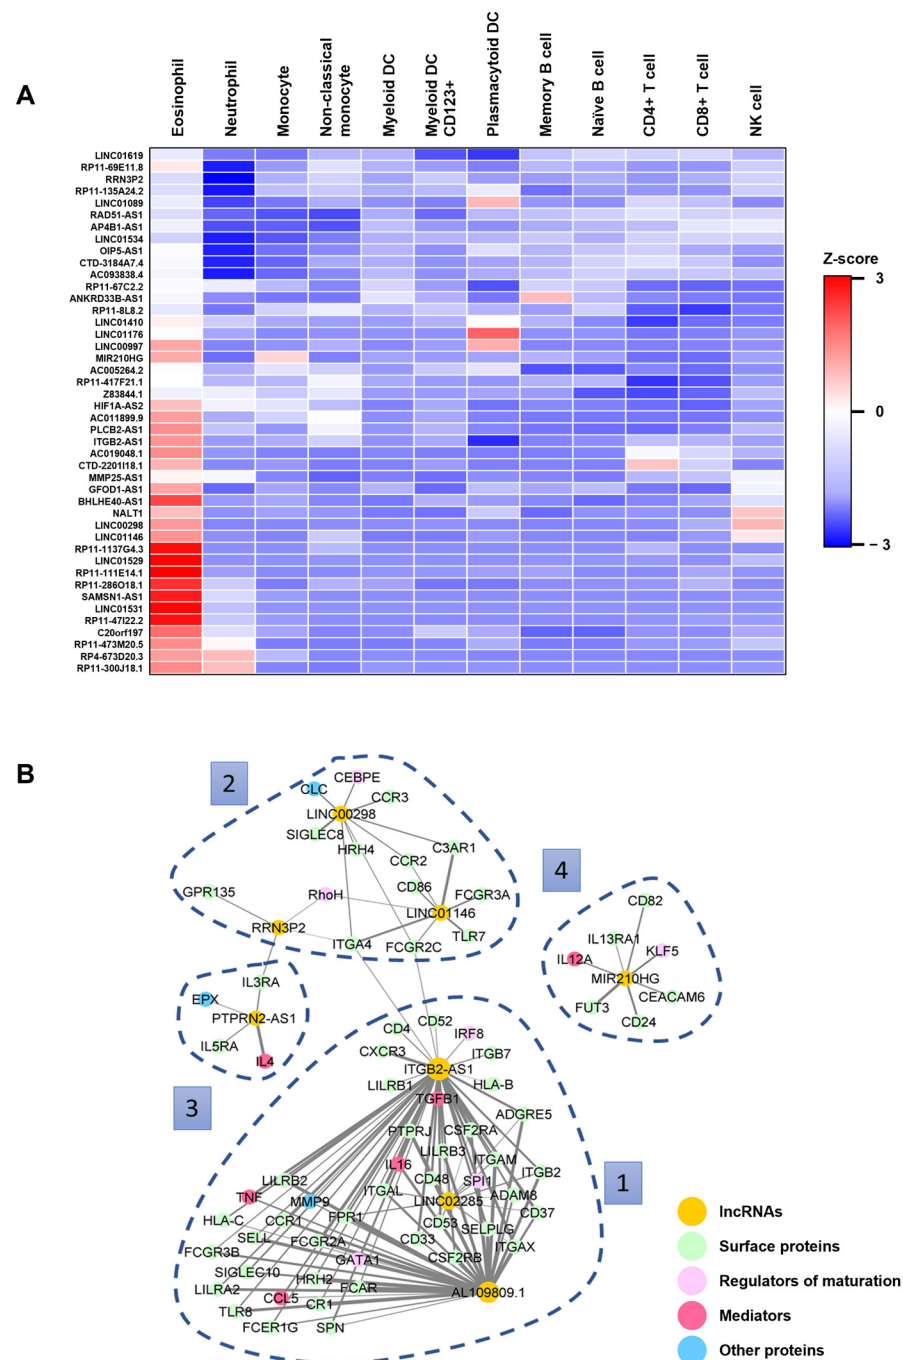 A
Eosinophil
Neutrophil
Monocyte
Non-classical
monocyte
Myeloid DC
Myeloid DC
CD123+
Plasmacytoid DC
Memory B cell
Naïve B cell
CD4+ T cell
CD8+ T cell
NK cell
LINC01619
RP11-69E11.8
RRN3P2
RP11-135A24.2
LINC01089
RAD51-AS1
AP4B1-AS1
LINC01534
OIP5-AS1
CTD-3184A7.4
AC093838.4
RP11-67C2.2
ANKRD33B-AS1
RP11-8L8.2
LINC01410
LINC01176
LINC00997
MIR210HG
AC005264.2
RP11-417F21.1
Z83844.1
HIF1A-AS2
AC011899.9
PLCB2-AS1
ITGB2-AS1
AC019048.1
CTD-2201I18.1
MMP25-AS1
GFOD1-AS1
BHLHE40-AS1
NALT1
LINC00298
LINC01146
RP11-1137G4.3
LINC01529
RP11-111E14.1
RP11-286O18.1
SAMSN1-AS1
LINC01531
RP11-47I22.2
C20orf197
RP11-473M20.5
RP4-673D20.3
RP11-300J18.1
Z-score
3
0
– 3
B
2
CEBPE
CLC
CCR3
LINC00298
SIGLEC8
HRH4
C3AR1
CCR2
CD86
FCGR3A
GPR135
RhoH
LINC01146
RRN3P2
TLR7
ITGA4
FCGR2C
4
CD82
IL13RA1
KLF5
IL12A
MIR210HG
CEACAM6
FUT3
CD24
IL3RA
EPX
PTPRN2-AS1
IL5RA
IL4
3
CD52
CD4
IRF8
CXCR3
ITGB7
ITGB2-AS1
LILRB1
HLA-B
TGFB1
ADGRE5
PTPRJ
CSF2RA
LILRB3
ITGAM
IL16
ITGB2
LILRB2
CD48
SPI1
ITGAL
ADAM8
TNF
MMP9
LINC02285
CD37
HLA-C
CCR1
FPR1
CD53
SELPLG
SELL
FCGR2A
CD33
ITGAX
FCGR3B
GATA1
CSF2RB
SIGLEC10
HRH2
FCAR
LILRA2
CCL5
CR1
AL109809.1
TLR8
FCER1G
SPN
1
lncRNAs
Surface proteins
Regulators of maturation
Mediators
Other proteins